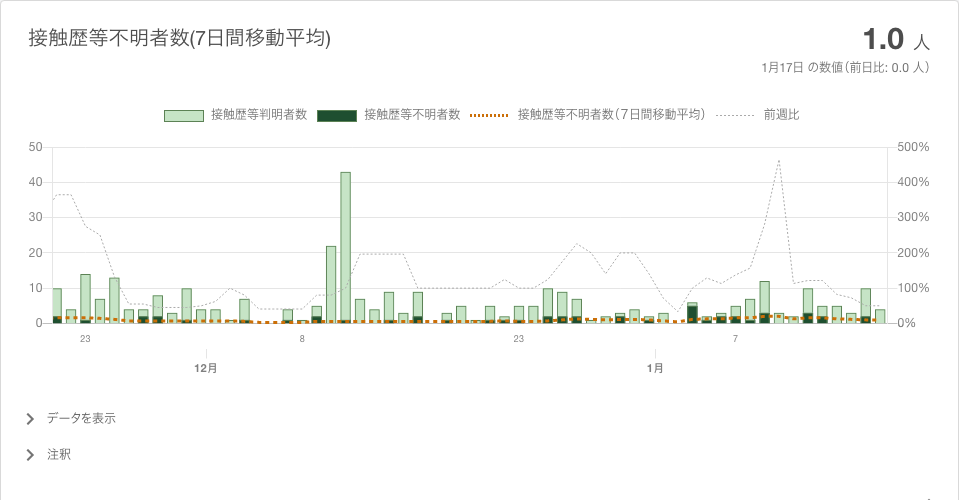 接触歴等不明者数(7日間移動平均)
1.0 人
1月17日 の数値（前日比: 0.0 人）
接触歴等判明者数 接触歴等不明者数 接触歴等不明者数（7日間移動平均） 前週比
50 500%
40 400%
30 300%
20 200%
10 100%
0 0%
23 8 23 7
12月 1月
データを表示
注釈